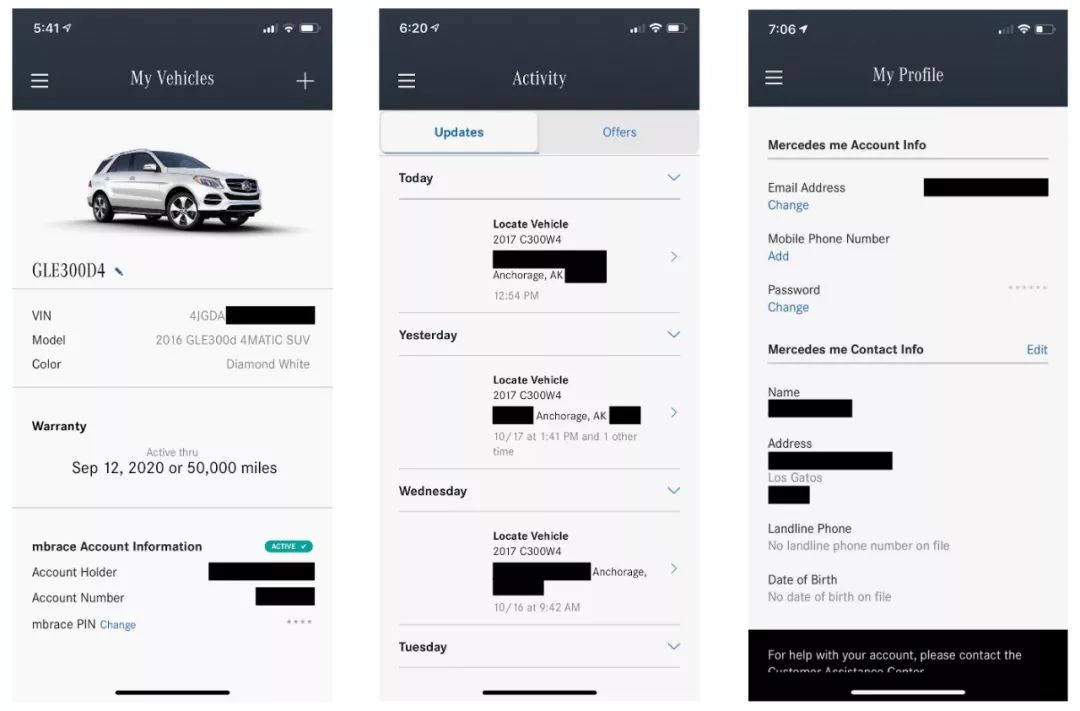 5:41
My Vehicles
GLE300D4
VIN 4JGDA
Model 2016 GLE300d 4MATIC SUV
Color Diamond White
Warranty
Active thru
Sep 12, 2020 or 50,000 miles
mbrace Account Information ACTIVE ✓
Account Holder
Account Number
mbrace PIN Change ****
6:20
Activity
Updates Offers
Today
Locate Vehicle
2017 C300W4
Anchorage, AK
12:54 PM
Yesterday
Locate Vehicle
2017 C300W4
Anchorage, AK
10/17 at 1:41 PM and 1 other
time
Wednesday
Locate Vehicle
2017 C300W4
Anchorage,
10/16 at 9:42 AM
Tuesday
7:06
My Profile
Mercedes me Account Info
Email Address
Change
Mobile Phone Number
Add
Password ******
Change
Mercedes me Contact Info Edit
Name
Address
Los Gatos
Landline Phone
No landline phone number on file
Date of Birth
No date of birth on file
For help with your account, please contact the
Customer Assistance Center